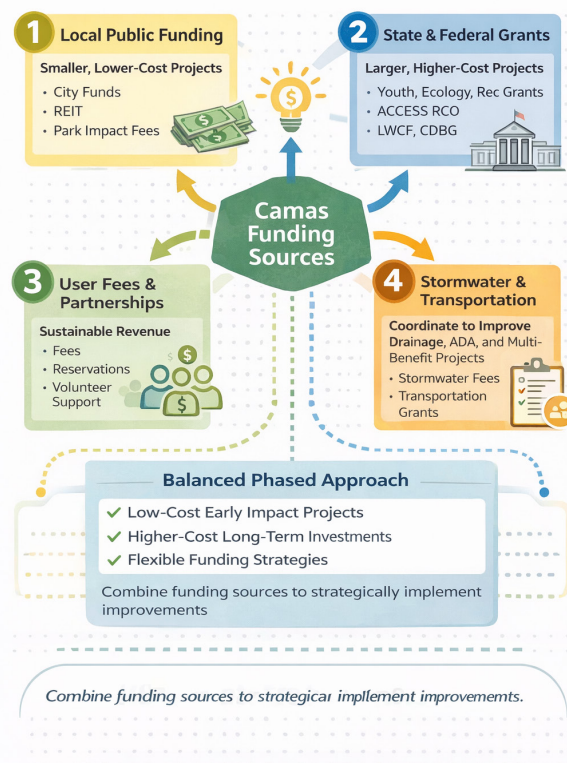 1 Local Public Funding
Smaller, Lower-Cost Projects
• City Funds
• REIT
• Park Impact Fees
$
2 State & Federal Grants
Larger, Higher-Cost Projects
• Youth, Ecology, Rec Grants
• ACCESS RCO
• LWCF, CDBG
Camas
Funding
Sources
3 User Fees &
Partnerships
Sustainable Revenue
• Fees
• Reservations
• Volunteer
Support
$ $
$
4 Stormwater &
Transportation
Coordinate to Improve
Drainage, ADA, and Multi-
Benefit Projects
• Stormwater Fees
• Transportation
Grants
Balanced Phased Approach
✓ Low-Cost Early Impact Projects
✓ Higher-Cost Long-Term Investments
✓ Flexible Funding Strategies
Combine funding sources to strategically implement
improvements
Combine funding sources to strategicaɪ impllement improvememts.